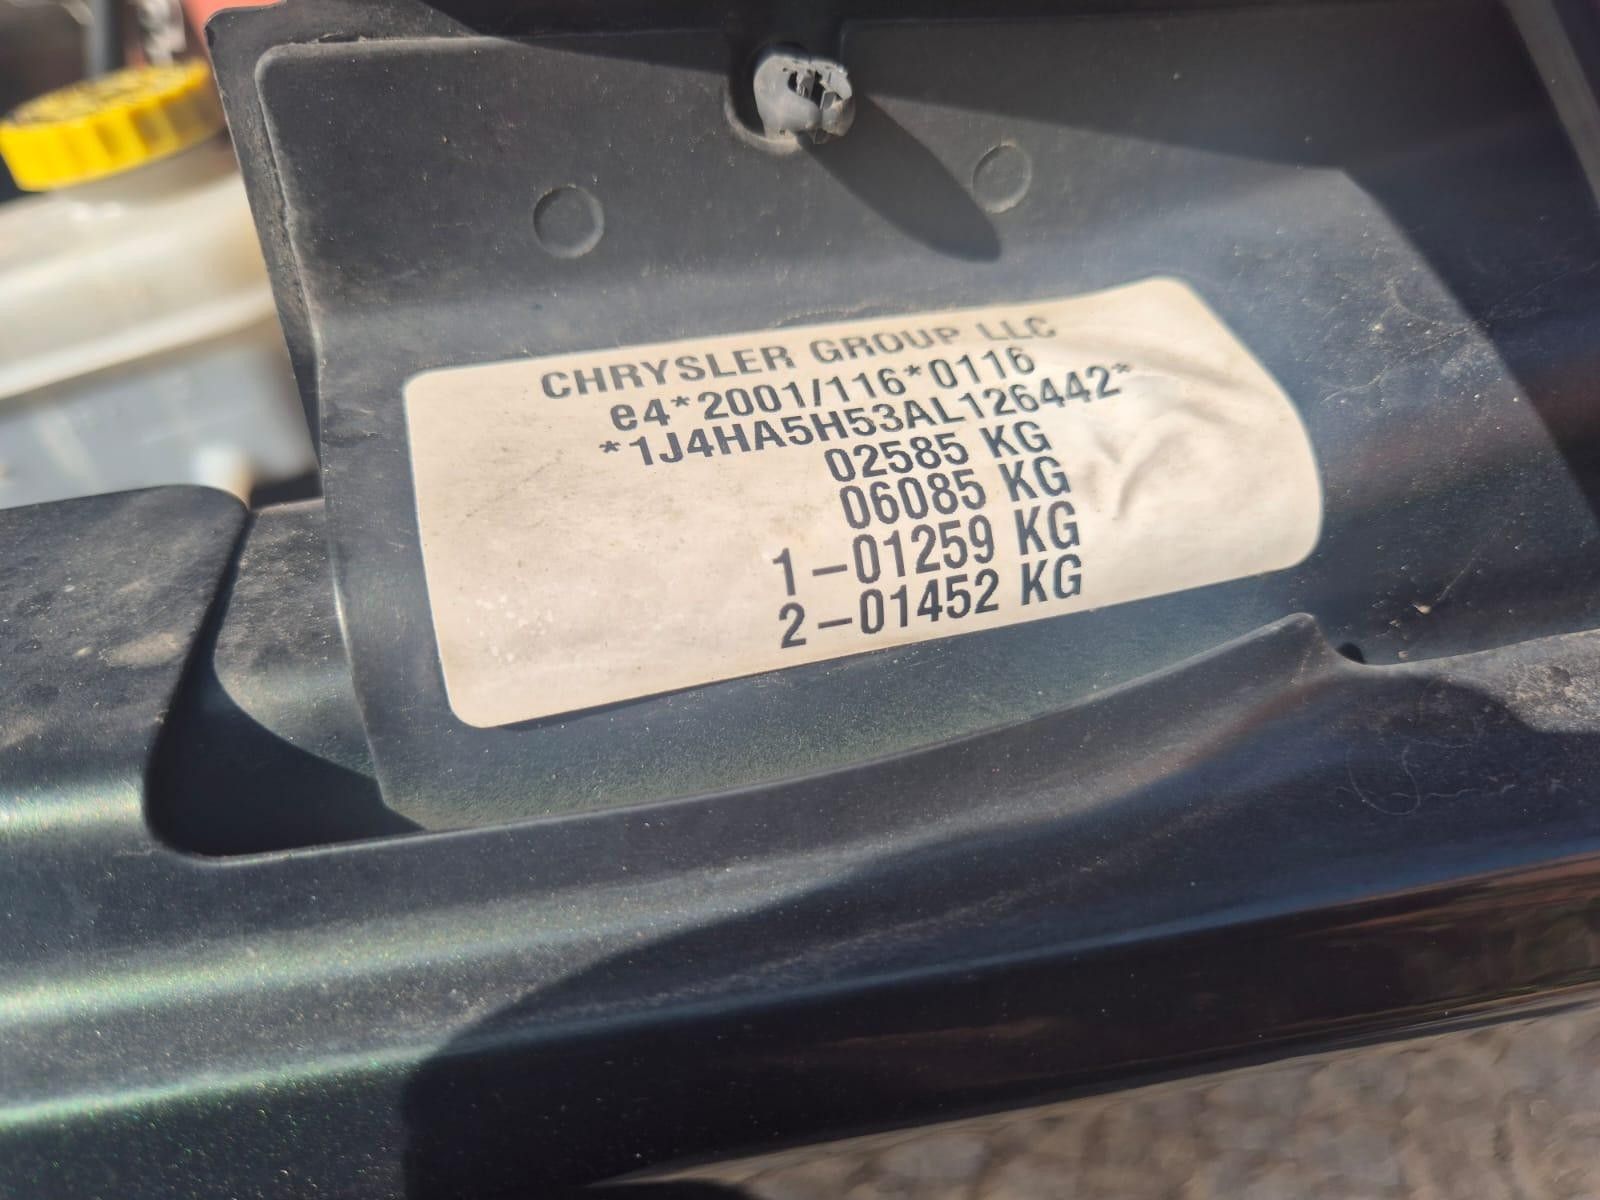 CHRYSLER GROUP LLC
e4*2001/116*0116
*1J4HA5H53AL126442*
02585 KG
06085 KG
1-01259 KG
2-01452 KG